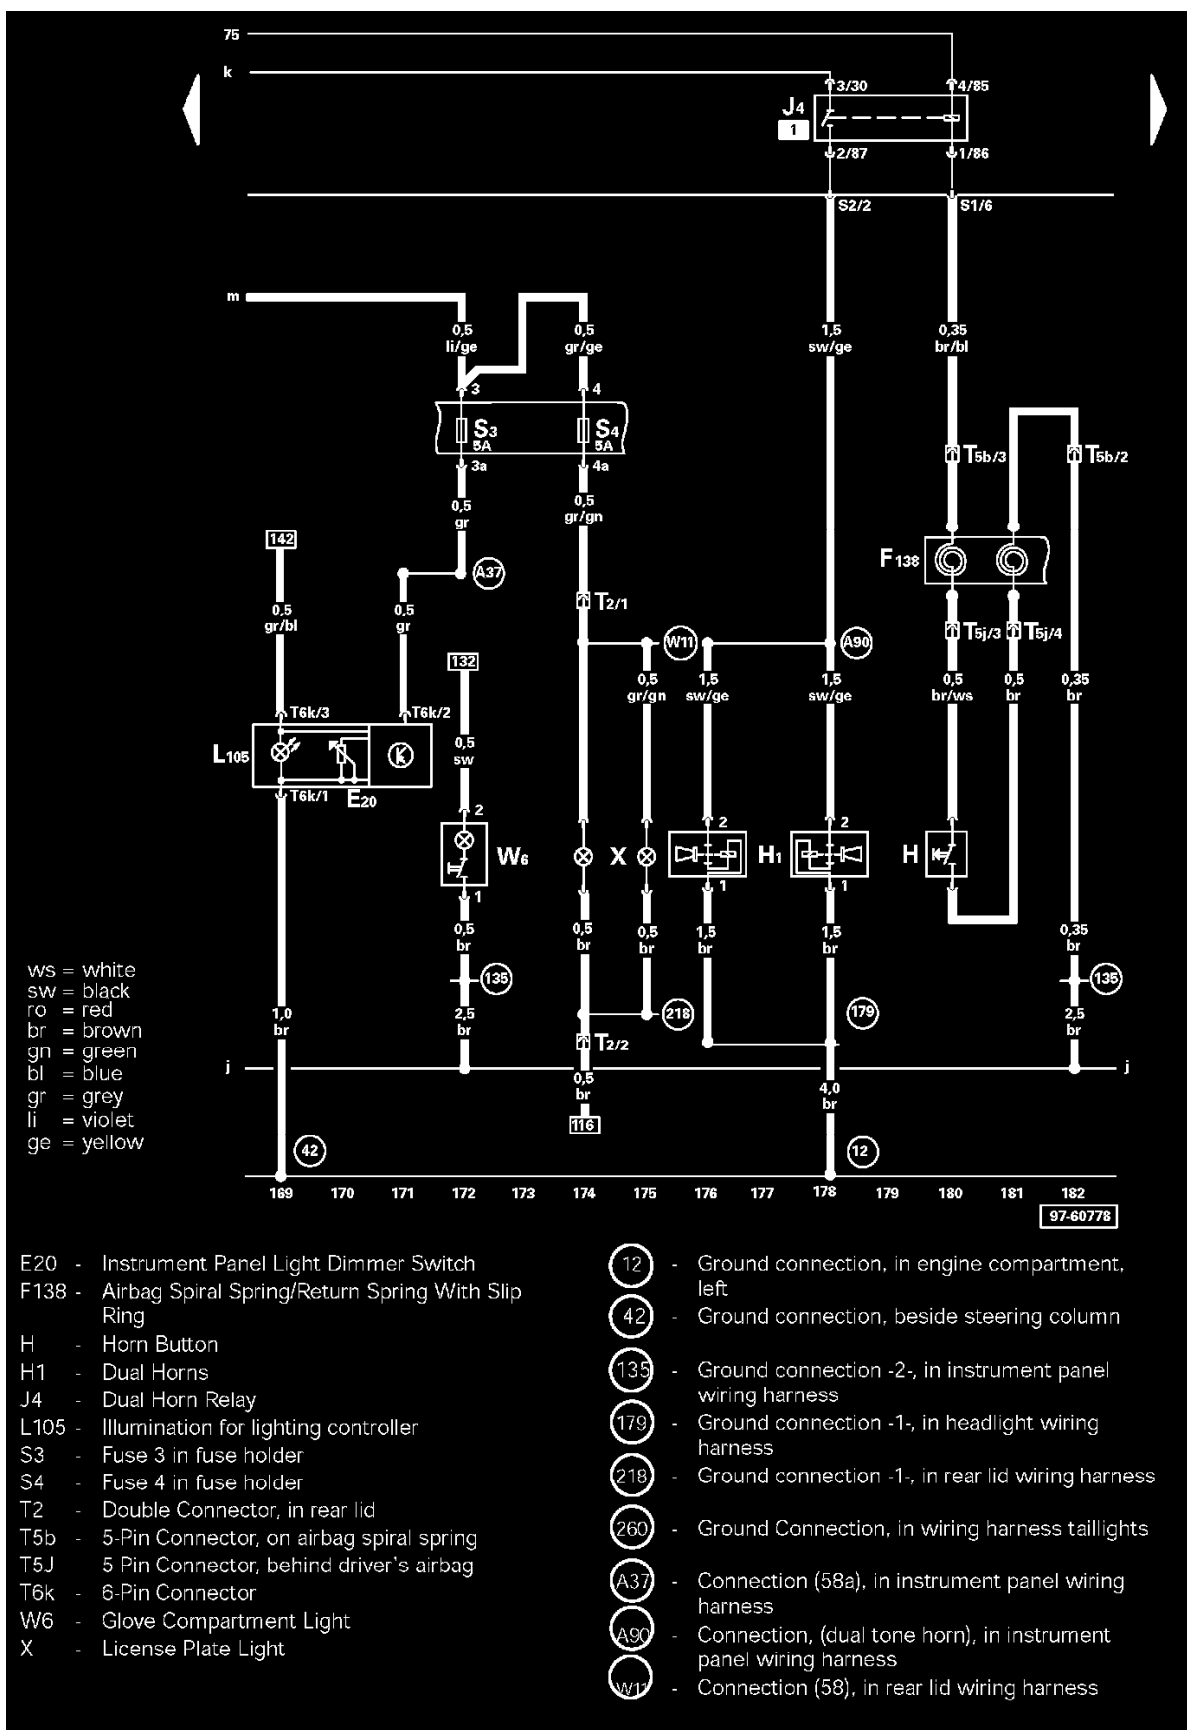 75
k
3/30
4/85
J4
1
2/87
1/86
S2/2
S1/6
m
0,5
li/ge
0,5
gr/ge
1,5
sw/ge
0,35
br/bl
3
4
S3
5A
S4
5A
3a
4a
T5b/3
T5b/2
0,5
gr
0,5
gr/gn
142
A37
F138
0,5
gr/bl
0,5
gr
T2/1
T5j/3
T5j/4
132
W11
A90
0,5
gr/gn
1,5
sw/ge
1,5
sw/ge
0,5
br/ws
0,5
br
0,35
br
T6k/3
T6k/2
L105
0,5
sw
T6k/1
E20
2
2
2
W6
X
H1
H
1
1
1
0,5
br
0,5
br
0,5
br
1,5
br
1,5
br
0,35
br
ws = white
sw = black
ro = red
br = brown
gn = green
bl = blue
gr = grey
li = violet
ge = yellow
135
135
1,0
br
2,5
br
218
179
2,5
br
T2/2
j
j
0,5
br
4,0
br
116
42
12
169 170 171 172 173 174 175 176 177 178 179 180 181 182
97-60778
E20 - Instrument Panel Light Dimmer Switch
F138 - Airbag Spiral Spring/Return Spring With Slip
Ring
H - Horn Button
H1 - Dual Horns
J4 - Dual Horn Relay
L105 - Illumination for lighting controller
S3 - Fuse 3 in fuse holder
S4 - Fuse 4 in fuse holder
T2 - Double Connector, in rear lid
T5b - 5-Pin Connector, on airbag spiral spring
T5J 5 Pin Connector, behind driver's airbag
T6k - 6-Pin Connector
W6 - Glove Compartment Light
X - License Plate Light
12 - Ground connection, in engine compartment,
left
42 - Ground connection, beside steering column
135 - Ground connection -2-, in instrument panel
wiring harness
179 - Ground connection -1-, in headlight wiring
harness
218 - Ground connection -1-, in rear lid wiring harness
260 - Ground Connection, in wiring harness taillights
A37 - Connection (58a), in instrument panel wiring
harness
A90 - Connection, (dual tone horn), in instrument
panel wiring harness
W11 - Connection (58), in rear lid wiring harness